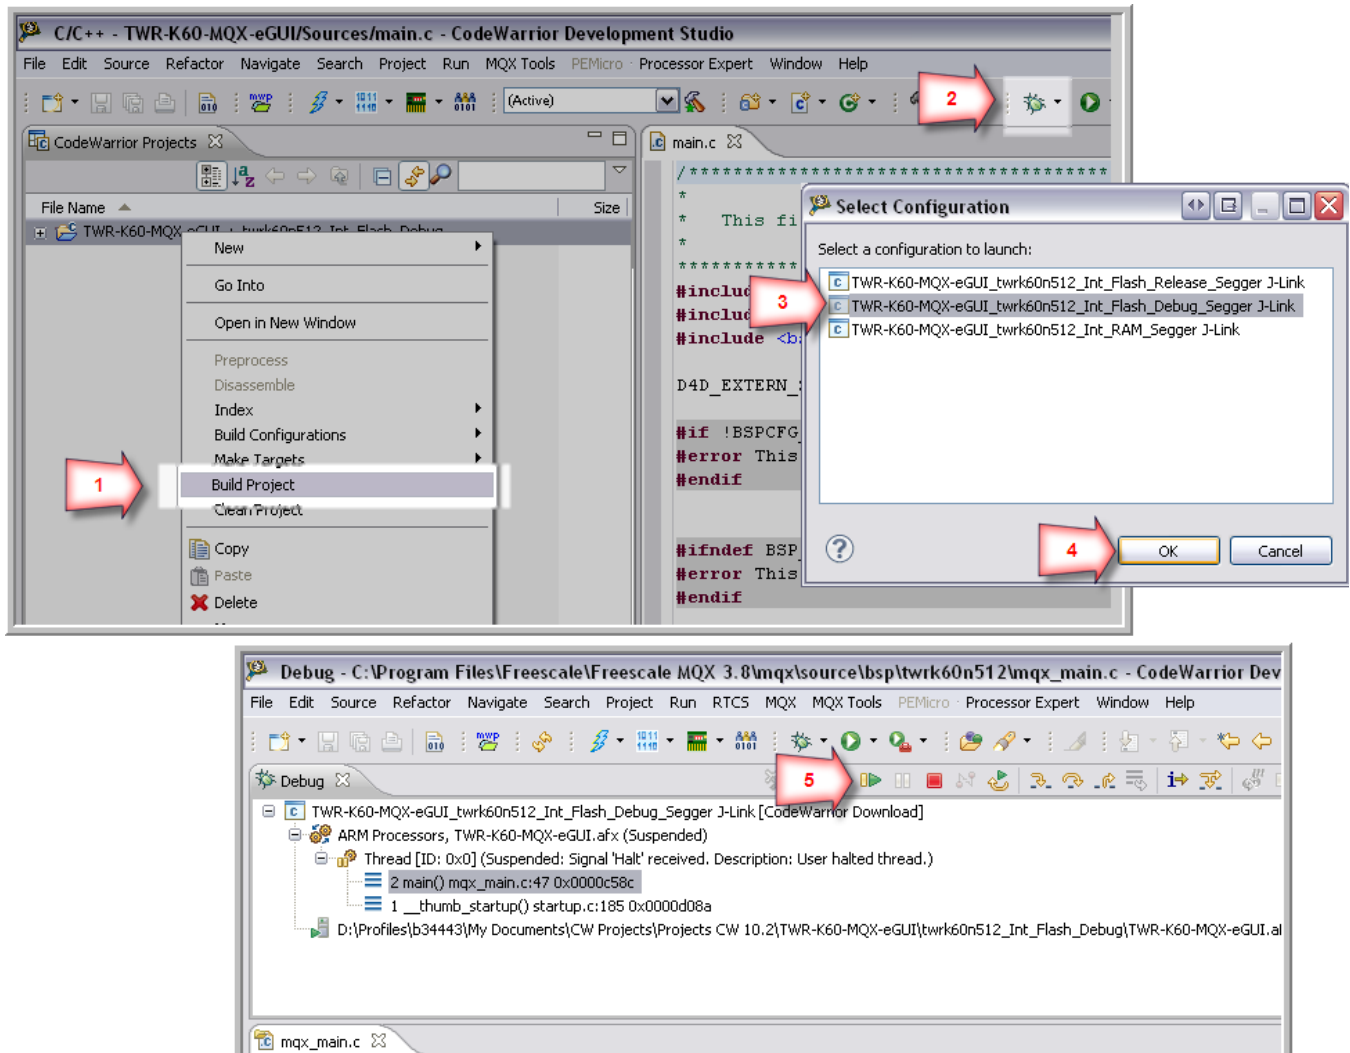 C/C++ - TWR-K60-MQX-eGUI/Sources/main.c - CodeWarrior Development Studio
File Edit Source Refactor Navigate Search Project Run MQX Tools PEMicro Processor Expert Window Help
(Active)
2
CodeWarrior Projects
main.c
File Name
Size
TWR-K60-MQX-eGUI : twrk60n512_Int_Flash_Debug
New
Go Into
Open in New Window
Preprocess
Disassemble
Index
Build Configurations
Make Targets
1
Build Project
Clean Project
Copy
Paste
Delete
/************************************
*
* This fi
*
***********
#includ
#includ
#include <b
D4D_EXTERN_
#if !BSPCFG_
#error This
#endif
#ifndef BSP_
#error This
#endif
Select Configuration
Select a configuration to launch:
TWR-K60-MQX-eGUI_twrk60n512_Int_Flash_Release_Segger J-Link
3
TWR-K60-MQX-eGUI_twrk60n512_Int_Flash_Debug_Segger J-Link
TWR-K60-MQX-eGUI_twrk60n512_Int_RAM_Segger J-Link
?
4
OK
Cancel
Debug - C:\Program Files\Freescale\Freescale MQX 3.8\mqx\source\bsp\twrk60n512\mqx_main.c - CodeWarrior Dev
File Edit Source Refactor Navigate Search Project Run RTCS MQX MQX Tools PEMicro Processor Expert Window Help
Debug
5
TWR-K60-MQX-eGUI_twrk60n512_Int_Flash_Debug_Segger J-Link [CodeWarrior Download]
ARM Processors, TWR-K60-MQX-eGUI.afx (Suspended)
Thread [ID: 0x0] (Suspended: Signal 'Halt' received. Description: User halted thread.)
2 main() mqx_main.c:47 0x0000c58c
1 __thumb_startup() startup.c:185 0x0000d08a
D:\Profiles\b34443\My Documents\CW Projects\Projects CW 10.2\TWR-K60-MQX-eGUI\twrk60n512_Int_Flash_Debug\TWR-K60-MQX-eGUI.a
mqx_main.c